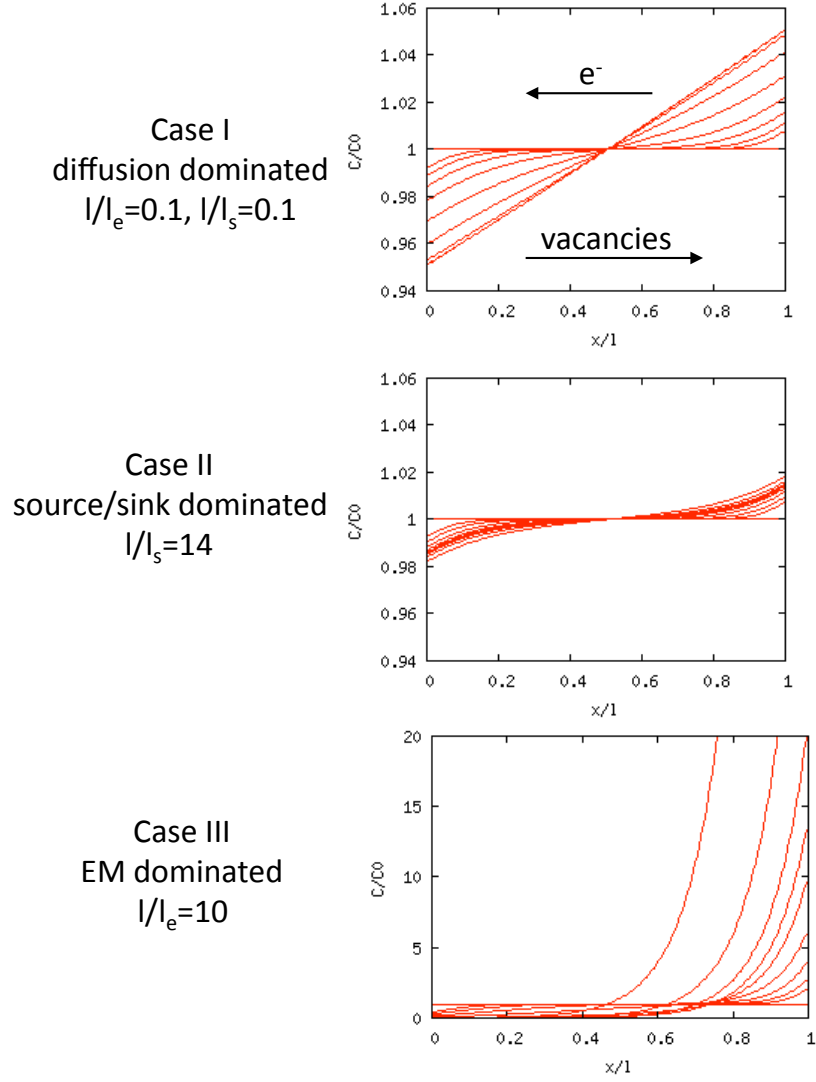 Case I
diffusion dominated
l/lₑ=0.1, l/lₛ=0.1
1.06
1.04
1.02
1
0.98
0.96
0.94
C/C0
e⁻
vacancies
0
0.2
0.4
0.6
0.8
1
x/l
Case II
source/sink dominated
l/lₛ=14
1.06
1.04
1.02
1
0.98
0.96
0.94
C/C0
0
0.2
0.4
0.6
0.8
1
x/l
Case III
EM dominated
l/lₑ=10
20
15
10
5
0
C/C0
0
0.2
0.4
0.6
0.8
1
x/l